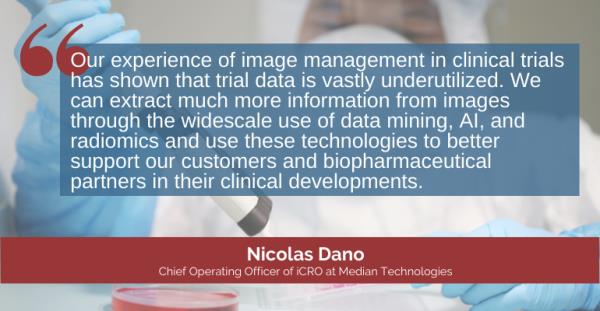 Our experience of image management in clinical trials
has shown that trial data is vastly underutilized. We
can extract much more information from images
through the widescale use of data mining, AI, and
radiomics and use these technologies to better
support our customers and biopharmaceutical
partners in their clinical developments.
Nicolas Dano
Chief Operating Officer of iCRO at Median Technologies